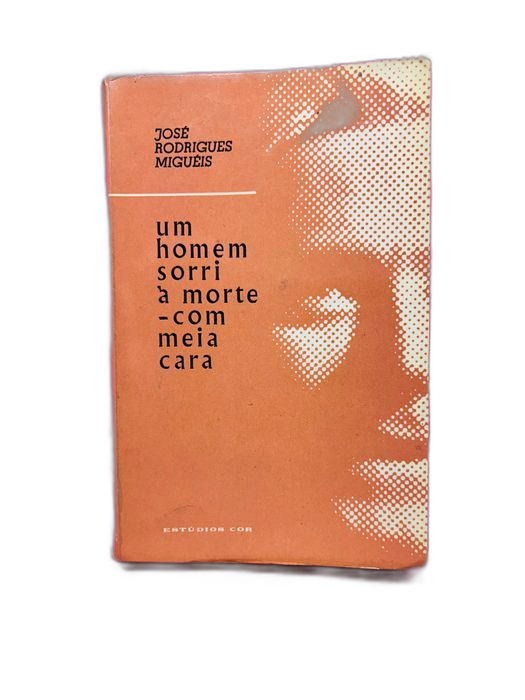 JOSÉ
RODRIGUES
MIGUÉIS
um
homem
sorri
à morte
-com
meia
cara
ESTÚDIOS COR